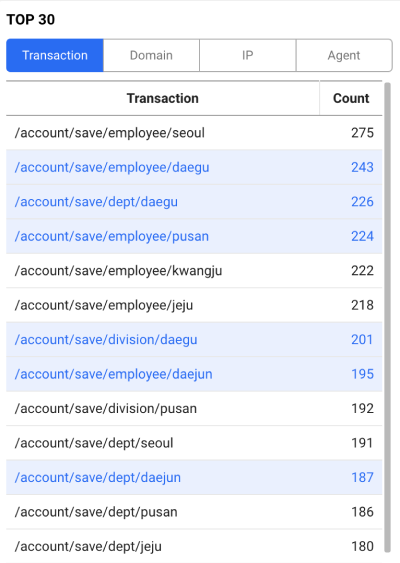 TOP 30
Transaction Domain IP Agent
Transaction Count
/account/save/employee/seoul 275
/account/save/employee/daegu 243
/account/save/dept/daegu 226
/account/save/employee/pusan 224
/account/save/employee/kwangju 222
/account/save/employee/jeju 218
/account/save/division/daegu 201
/account/save/employee/daejun 195
/account/save/division/pusan 192
/account/save/dept/seoul 191
/account/save/dept/daejun 187
/account/save/dept/pusan 186
/account/save/dept/jeju 180